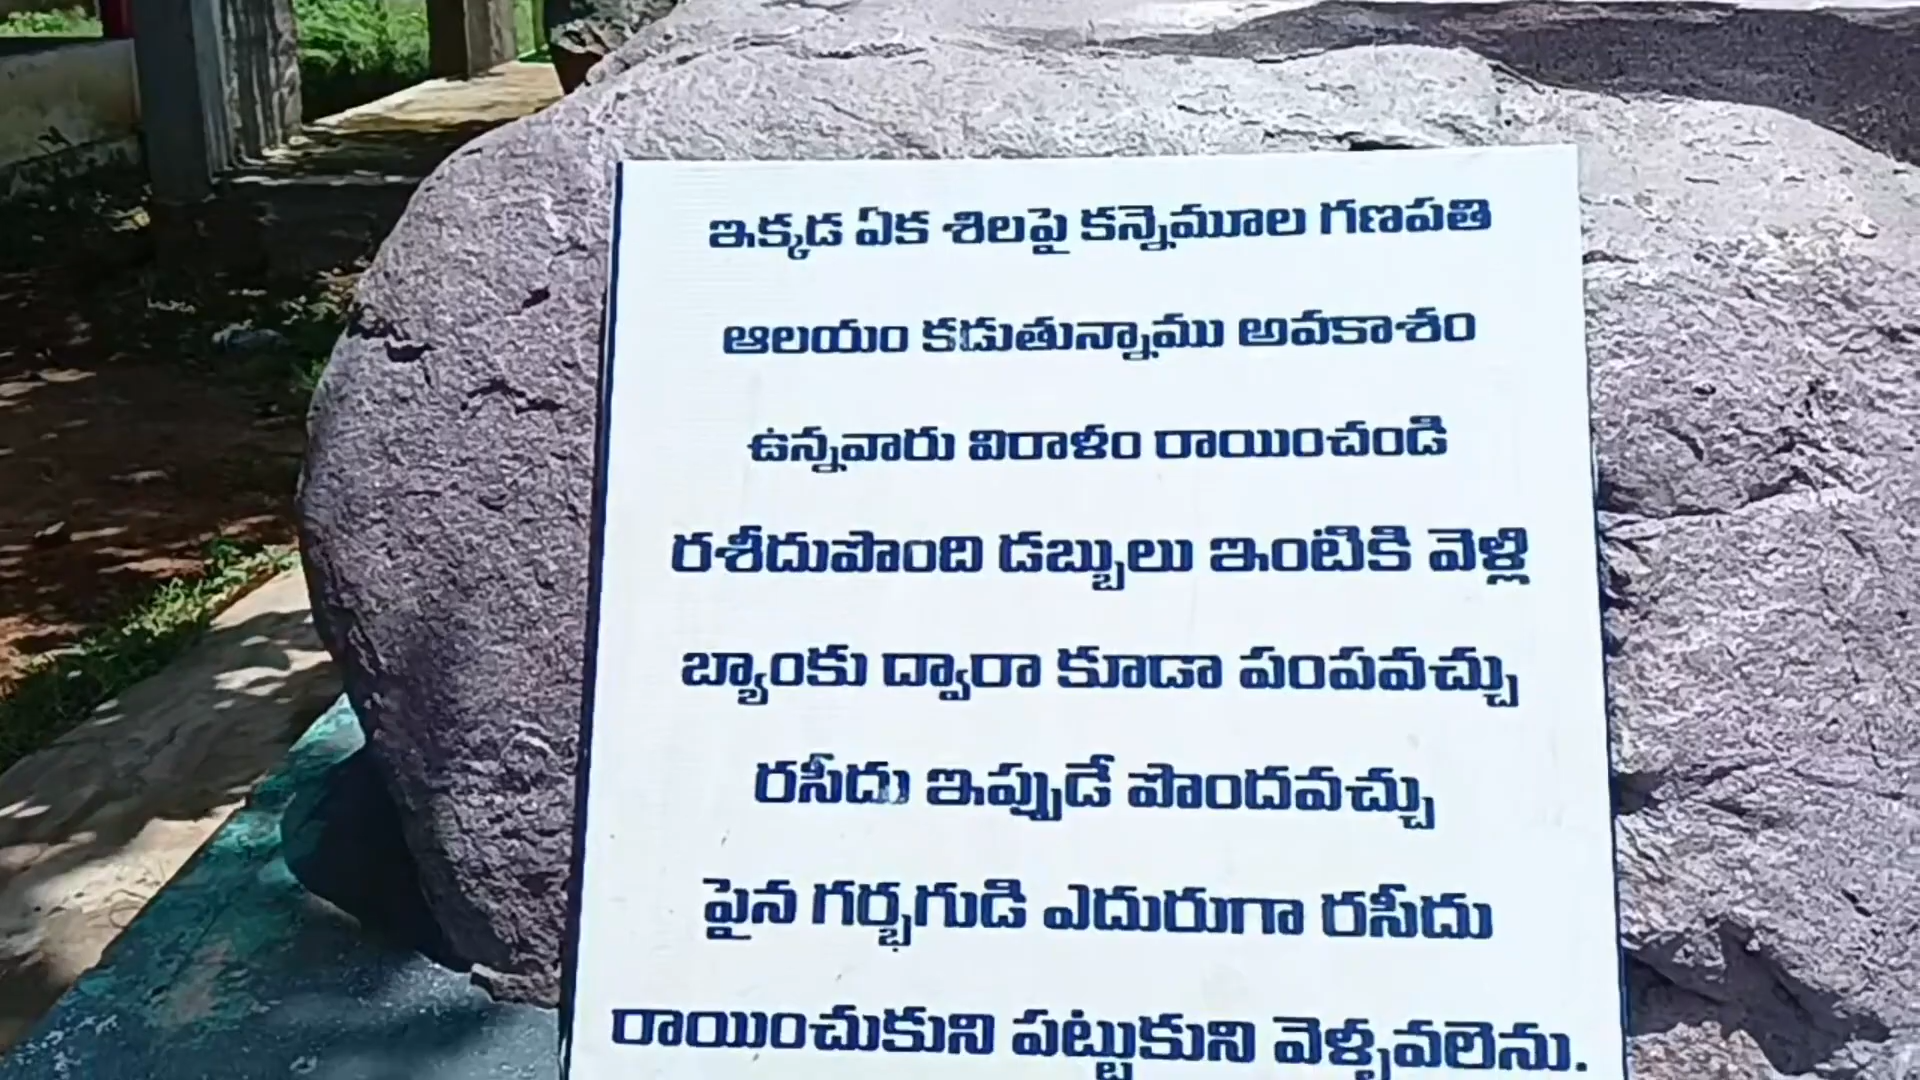 ఇక్కడ ఏక శిలపై కన్నెమూల గణపతి
ఆలయం కడుతున్నాము అవకాశం
ఉన్నవారు విరాళం రాయించండి
రశీదుపొంది డబ్బులు ఇంటికి వెళ్లి
బ్యాంకు ద్వారా కూడా పంపవచ్చు
రసీదు ఇప్పుడే పొందవచ్చు
పైన గర్భగుడి ఎదురుగా రసీదు
రాయించుకుని పట్టుకుని వెళ్ళవలెను.